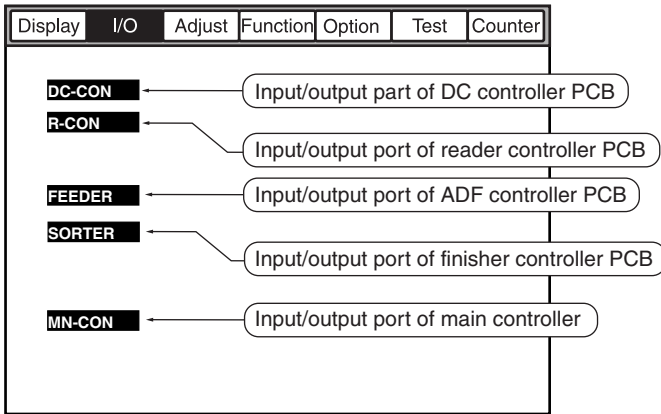 Display I/O Adjust Function Option Test Counter
DC-CON Input/output part of DC controller PCB
R-CON
Input/output port of reader controller PCB
FEEDER Input/output port of ADF controller PCB
SORTER
Input/output port of finisher controller PCB
MN-CON Input/output port of main controller